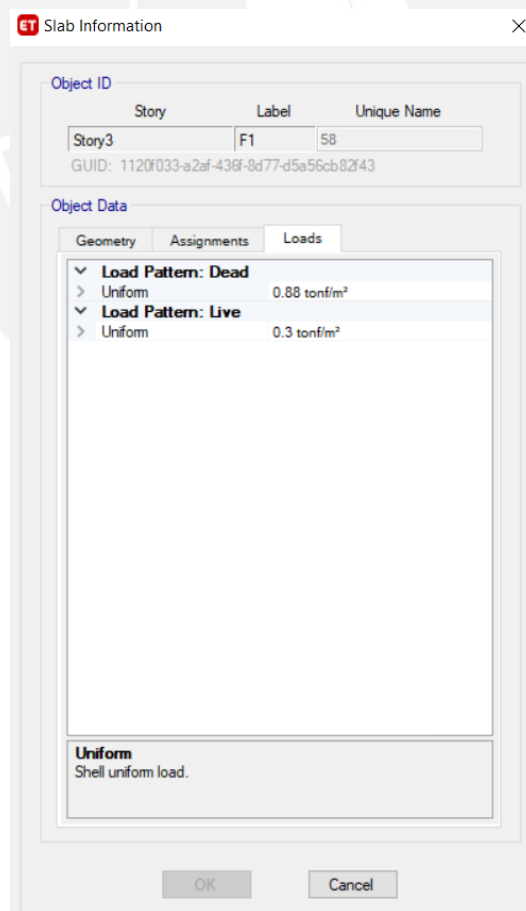 ET Slab Information
Object ID
Story Label Unique Name
Story3 F1 58
GUID: 1120f033-a2af-436f-8d77-d5a56cb82f43
Object Data
Geometry Assignments Loads
Load Pattern: Dead
Uniform 0.88 tonf/m²
Load Pattern: Live
Uniform 0.3 tonf/m²
Uniform
Shell uniform load.
OK Cancel